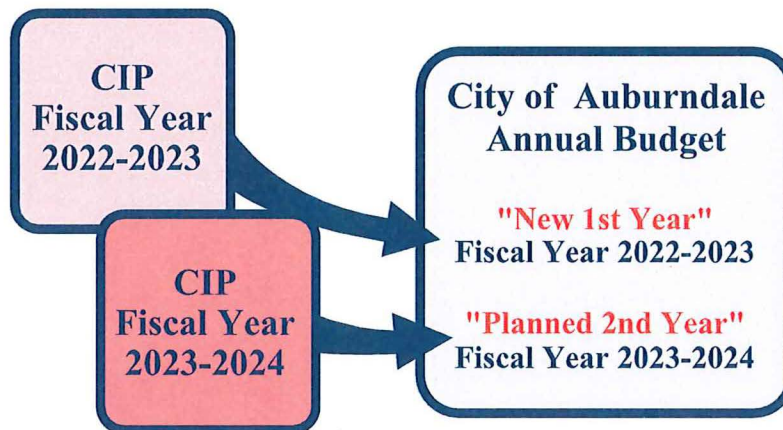 CIP
Fiscal Year
2022-2023
CIP
Fiscal Year
2023-2024
City of Auburndale
Annual Budget
"New 1st Year"
Fiscal Year 2022-2023
"Planned 2nd Year"
Fiscal Year 2023-2024